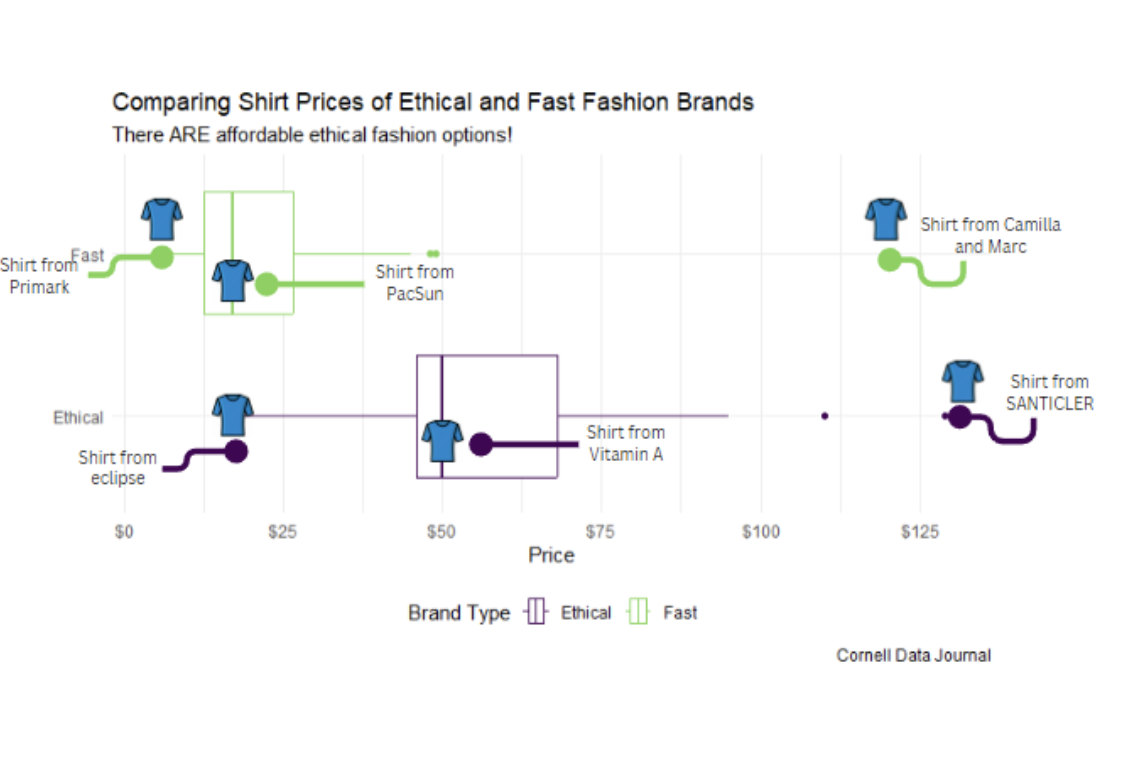 Comparing Shirt Prices of Ethical and Fast Fashion Brands
There ARE affordable ethical fashion options!
Fast
Shirt from
Primark
Shirt from
PacSun
Shirt from Camilla
and Marc
Ethical
Shirt from
eclipse
Shirt from
Vitamin A
Shirt from
SANTICLER
$0 $25 $50 $75 $100 $125
Price
Brand Type Ethical Fast
Cornell Data Journal